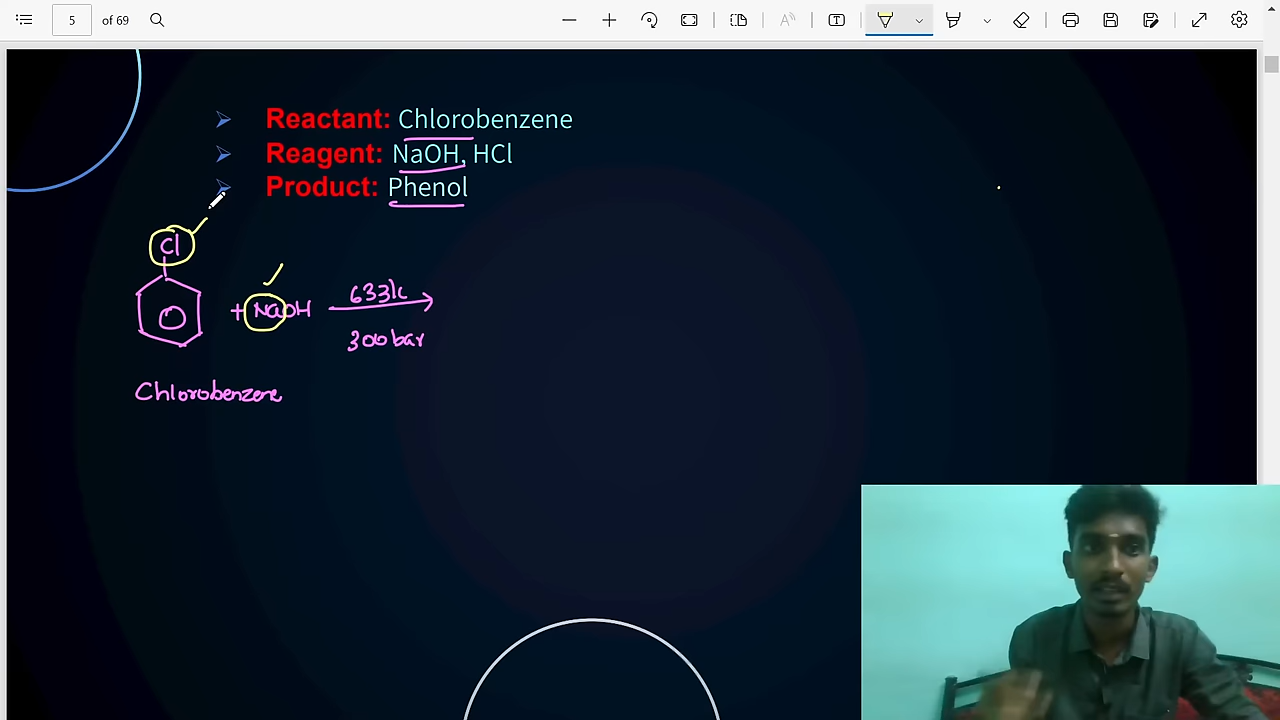 5 of 69
Reactant: Chlorobenzene
Reagent: NaOH, HCl
Product: Phenol
Cl
+ NaOH 633k
300 bar
Chlorobenzene